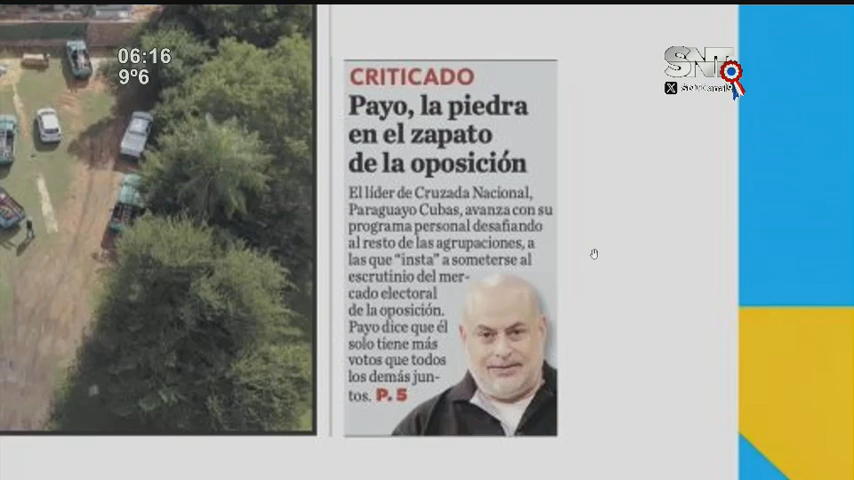 06:16
9°6
SNT
CRITICADO
Payo, la piedra
en el zapato
de la oposición
El líder de Cruzada Nacional,
Paraguayo Cubas, avanza con su
programa personal desafiando
al resto de las agrupaciones, a
las que “insta” a someterse al
escrutinio del mer-
cado electoral
de la oposición.
Payo dice que él
solo tiene más
votos que todos
los demás jun-
tos. P. 5